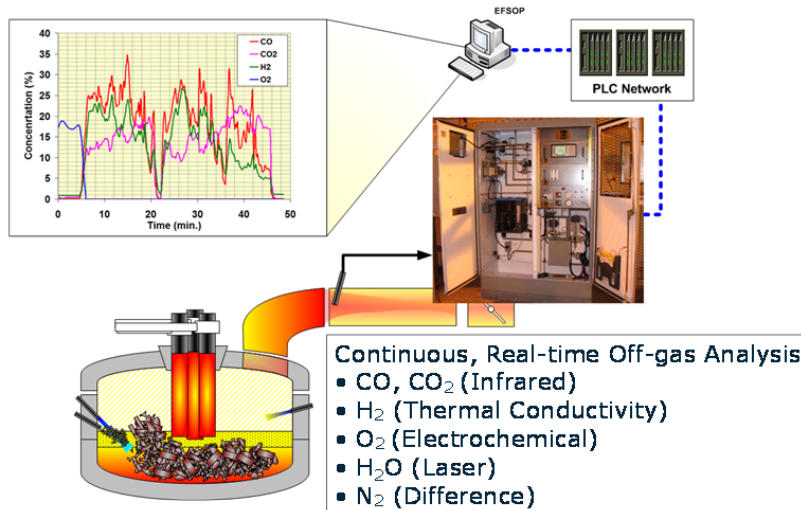 EFSOP
PLC Network
40
35
30
25
20
15
10
5
0
Concenrtation (%)
CO
CO2
H2
O2
0 10 20 30 40 50
Time (min.)
Continuous, Real-time Off-gas Analysis
• CO, CO₂ (Infrared)
• H₂ (Thermal Conductivity)
• O₂ (Electrochemical)
• H₂O (Laser)
• N₂ (Difference)